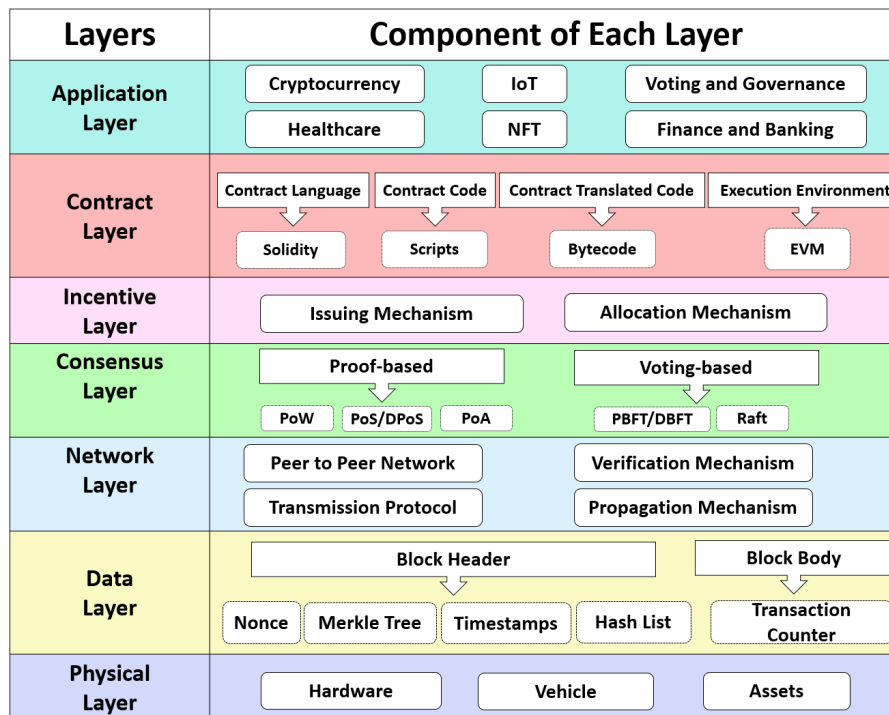 Layers
Component of Each Layer
Application
Layer
Cryptocurrency
IoT
Voting and Governance
Healthcare
NFT
Finance and Banking
Contract
Layer
Contract Language
Contract Code
Contract Translated Code
Execution Environment
Solidity
Scripts
Bytecode
EVM
Incentive
Layer
Issuing Mechanism
Allocation Mechanism
Consensus
Layer
Proof-based
Voting-based
PoW
PoS/DPoS
PoA
PBFT/DBFT
Raft
Network
Layer
Peer to Peer Network
Verification Mechanism
Transmission Protocol
Propagation Mechanism
Data
Layer
Block Header
Block Body
Nonce
Merkle Tree
Timestamps
Hash List
Transaction
Counter
Physical
Layer
Hardware
Vehicle
Assets